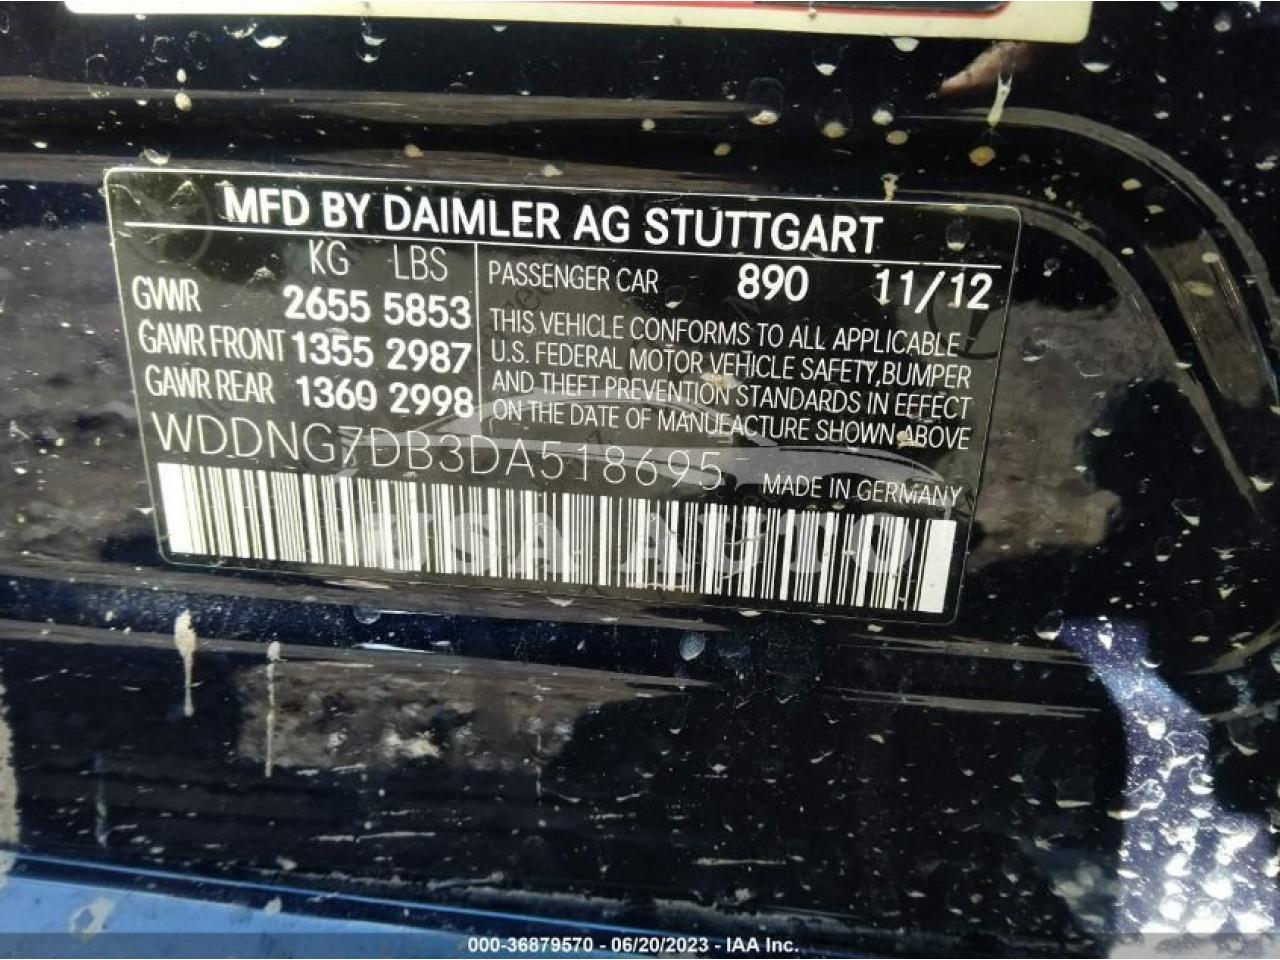 MFD BY DAIMLER AG STUTTGART
KG LBS
GVWR 2655 5853
GAWR FRONT 1355 2987
GAWR REAR 1360 2998
PASSENGER CAR 890 11/12
THIS VEHICLE CONFORMS TO ALL APPLICABLE
U.S. FEDERAL MOTOR VEHICLE SAFETY,BUMPER
AND THEFT PREVENTION STANDARDS IN EFFECT
ON THE DATE OF MANUFACTURE SHOWN ABOVE
WDDNG7DB3DA518695
MADE IN GERMANY
USA AUTO
000-36879570 - 06/20/2023 - IAA Inc.